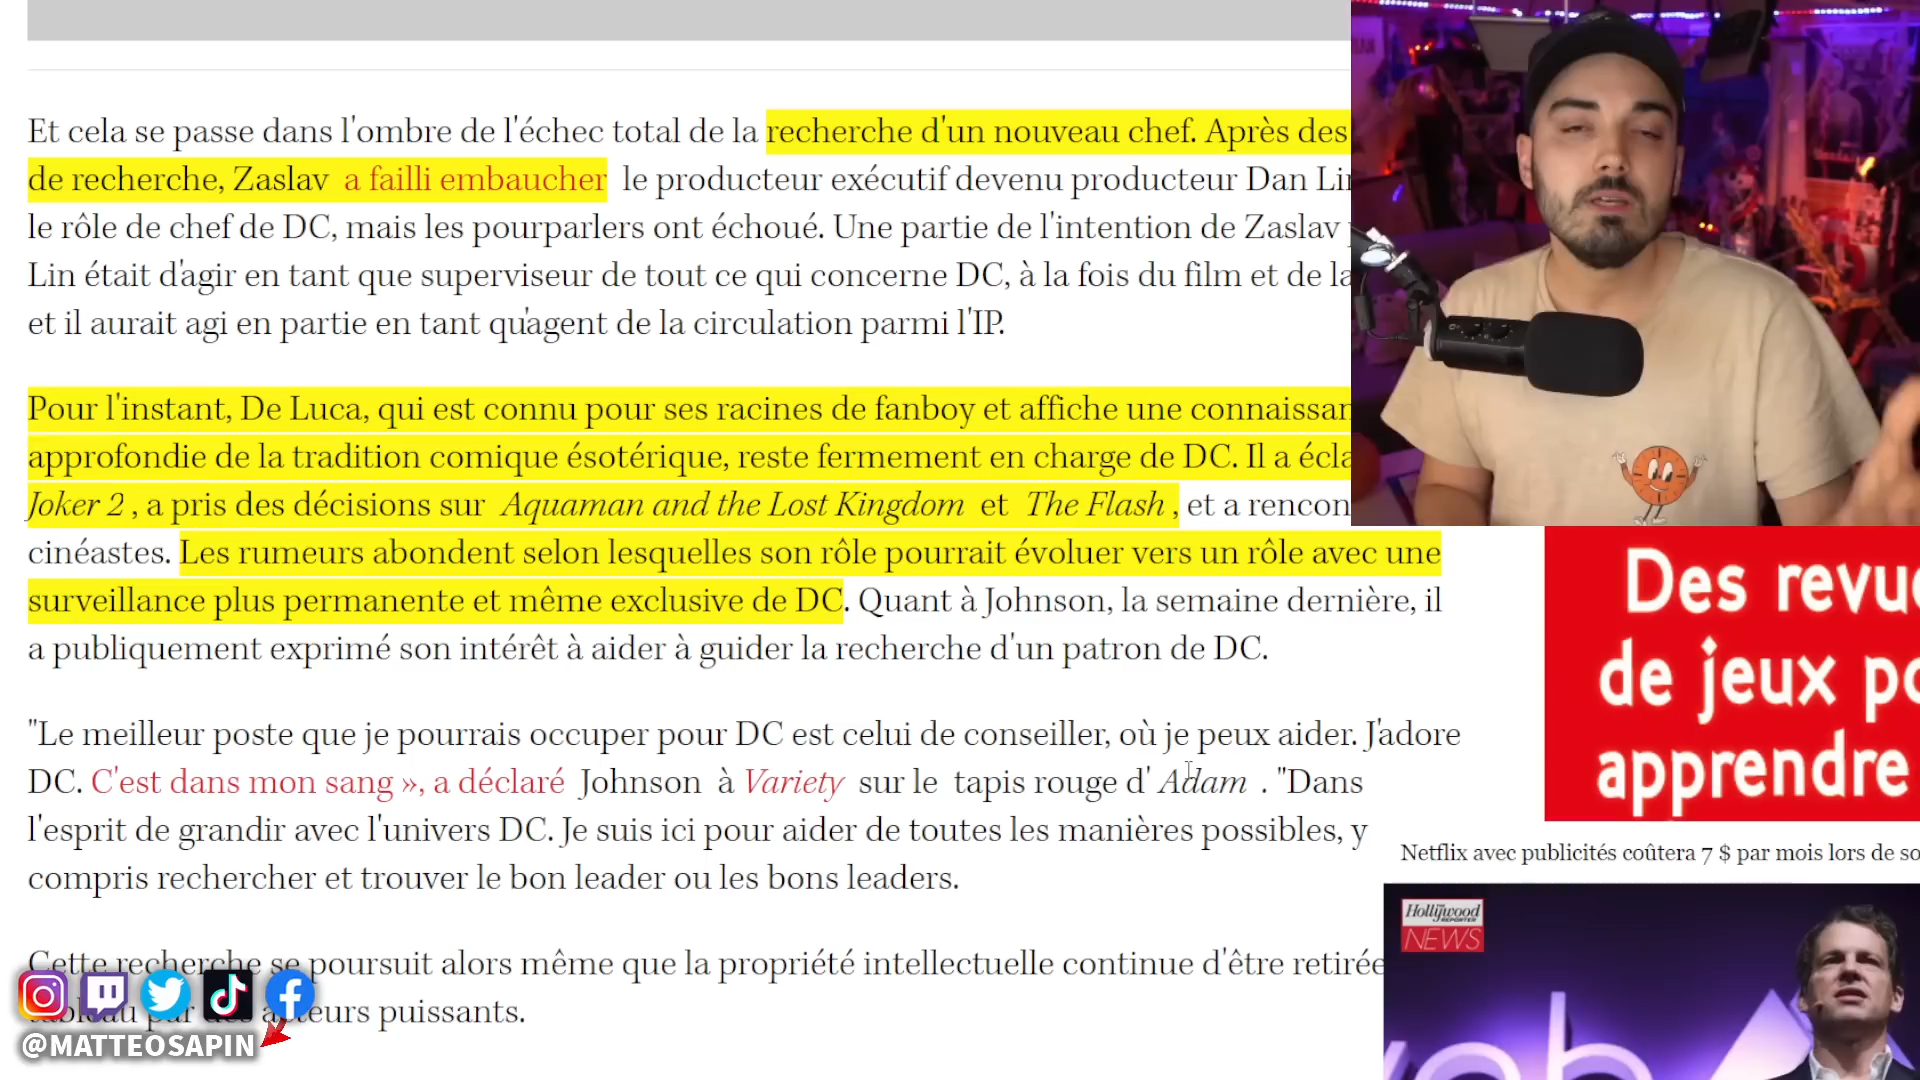 Et cela se passe dans l'ombre de l'échec total de la recherche d'un nouveau chef. Après des
de recherche, Zaslav a failli embaucher le producteur exécutif devenu producteur Dan Lin
le rôle de chef de DC, mais les pourparlers ont échoué. Une partie de l'intention de Zaslav
Lin était d'agir en tant que superviseur de tout ce qui concerne DC, à la fois du film et de la
et il aurait agi en partie en tant qu'agent de la circulation parmi l'IP.
Pour l'instant, De Luca, qui est connu pour ses racines de fanboy et affiche une connaissan
approfondie de la tradition comique ésotérique, reste fermement en charge de DC. Il a écla
Joker 2 , a pris des décisions sur Aquaman and the Lost Kingdom et The Flash , et a rencon
cinéastes. Les rumeurs abondent selon lesquelles son rôle pourrait évoluer vers un rôle avec une
surveillance plus permanente et même exclusive de DC. Quant à Johnson, la semaine dernière, il
a publiquement exprimé son intérêt à aider à guider la recherche d'un patron de DC.
"Le meilleur poste que je pourrais occuper pour DC est celui de conseiller, où je peux aider. J'adore
DC. C'est dans mon sang », a déclaré Johnson à Variety sur le tapis rouge d' Adam . "Dans
l'esprit de grandir avec l'univers DC. Je suis ici pour aider de toutes les manières possibles, y
compris rechercher et trouver le bon leader ou les bons leaders.
Cette recherche se poursuit alors même que la propriété intellectuelle continue d'être retirée
par puissants.
@MATTEOSAPIN
Des revue
de jeux po
apprendre
Netflix avec publicités coûtera 7 $ par mois lors de so
The Hollywood
REPORTER
NEWS